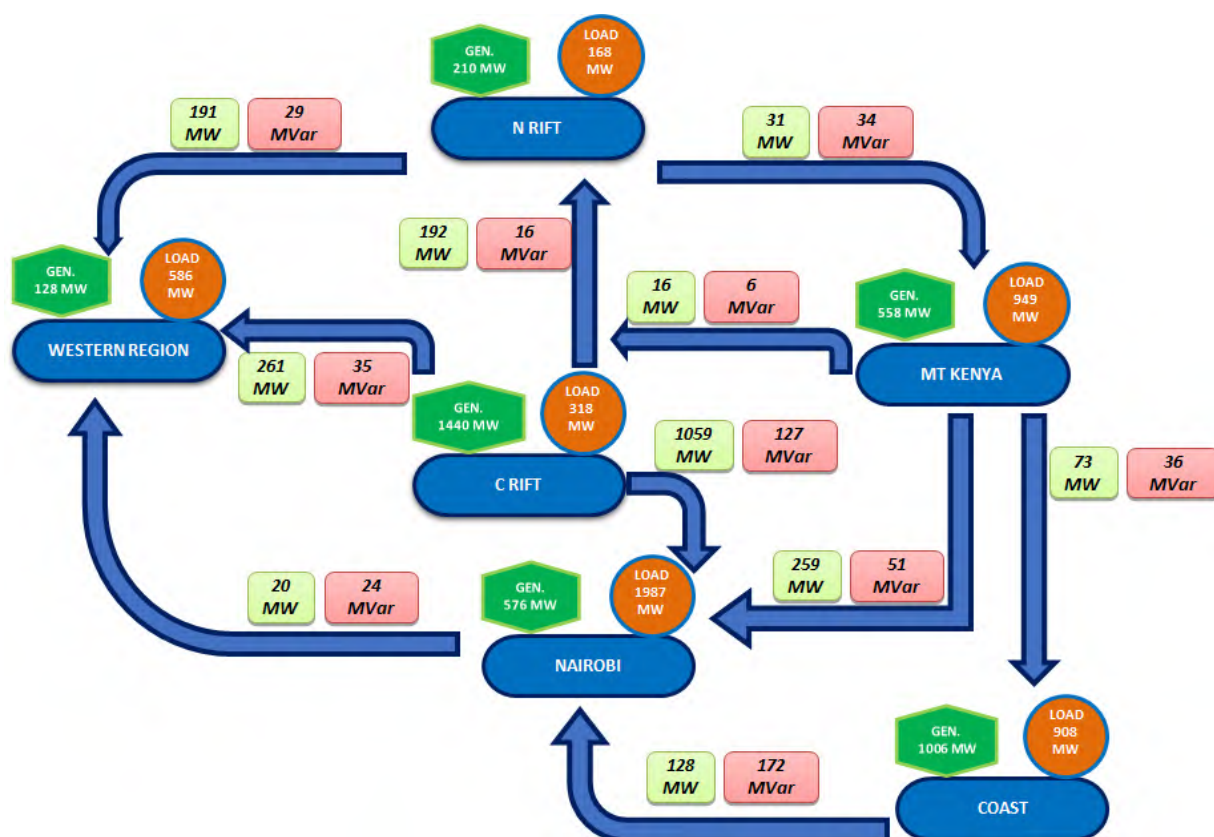 GEN.
210 MW
LOAD
168
MW
N RIFT
191
MW
29
MVar
31
MW
34
MVar
192
MW
16
MVar
GEN.
128 MW
LOAD
586
MW
WESTERN REGION
16
MW
6
MVar
GEN.
558 MW
LOAD
949
MW
MT KENYA
261
MW
35
MVar
GEN.
1440 MW
LOAD
318
MW
C RIFT
1059
MW
127
MVar
73
MW
36
MVar
20
MW
24
MVar
GEN.
576 MW
LOAD
1987
MW
NAIROBI
259
MW
51
MVar
128
MW
172
MVar
GEN.
1006 MW
LOAD
908
MW
COAST